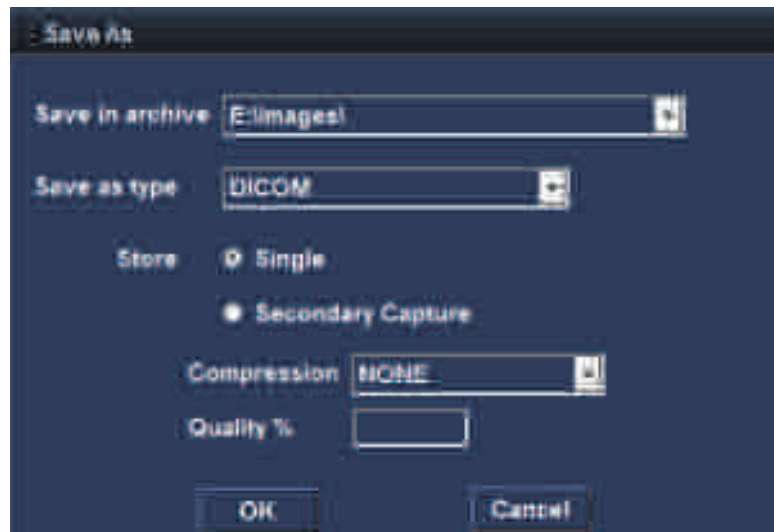 Save As
Save in archive E:\Images\
Save as type DICOM
Store Single
Secondary Capture
Compression NONE
Quality %
OK Cancel